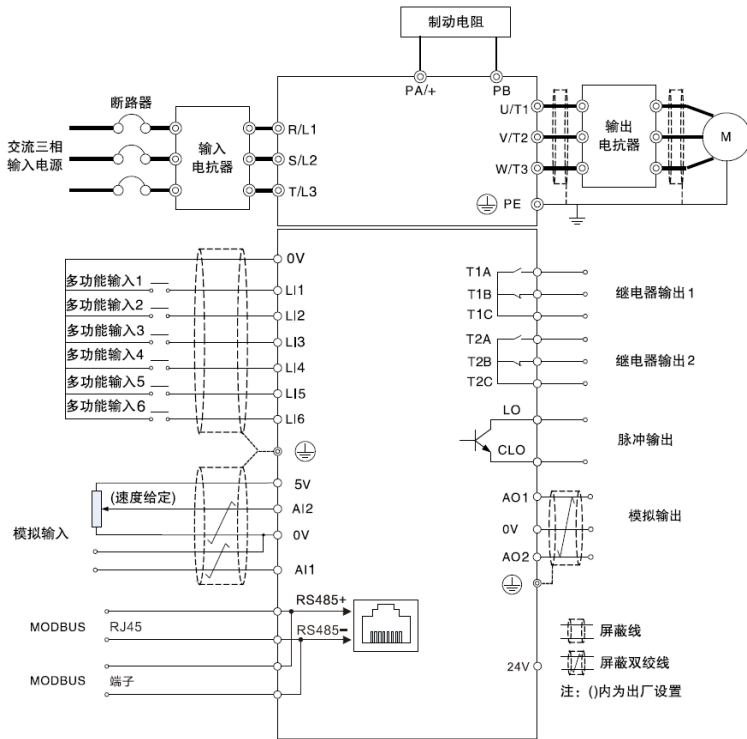 制动电阻
PA/+
PB
断路器
交流三相
输入电源
输入
电抗器
R/L1
S/L2
T/L3
U/T1
V/T2
W/T3
PE
输出
电抗器
M
0V
多功能输入1
LI1
多功能输入2
LI2
多功能输入3
LI3
多功能输入4
LI4
多功能输入5
LI5
多功能输入6
LI6
T1A
T1B
T1C
继电器输出1
T2A
T2B
T2C
继电器输出2
LO
CLO
脉冲输出
5V
(速度给定)
AI2
模拟输入
0V
AI1
AO1
0V
AO2
模拟输出
RS485+
MODBUS RJ45
RS485-
MODBUS 端子
24V
屏蔽线
屏蔽双绞线
注：()内为出厂设置